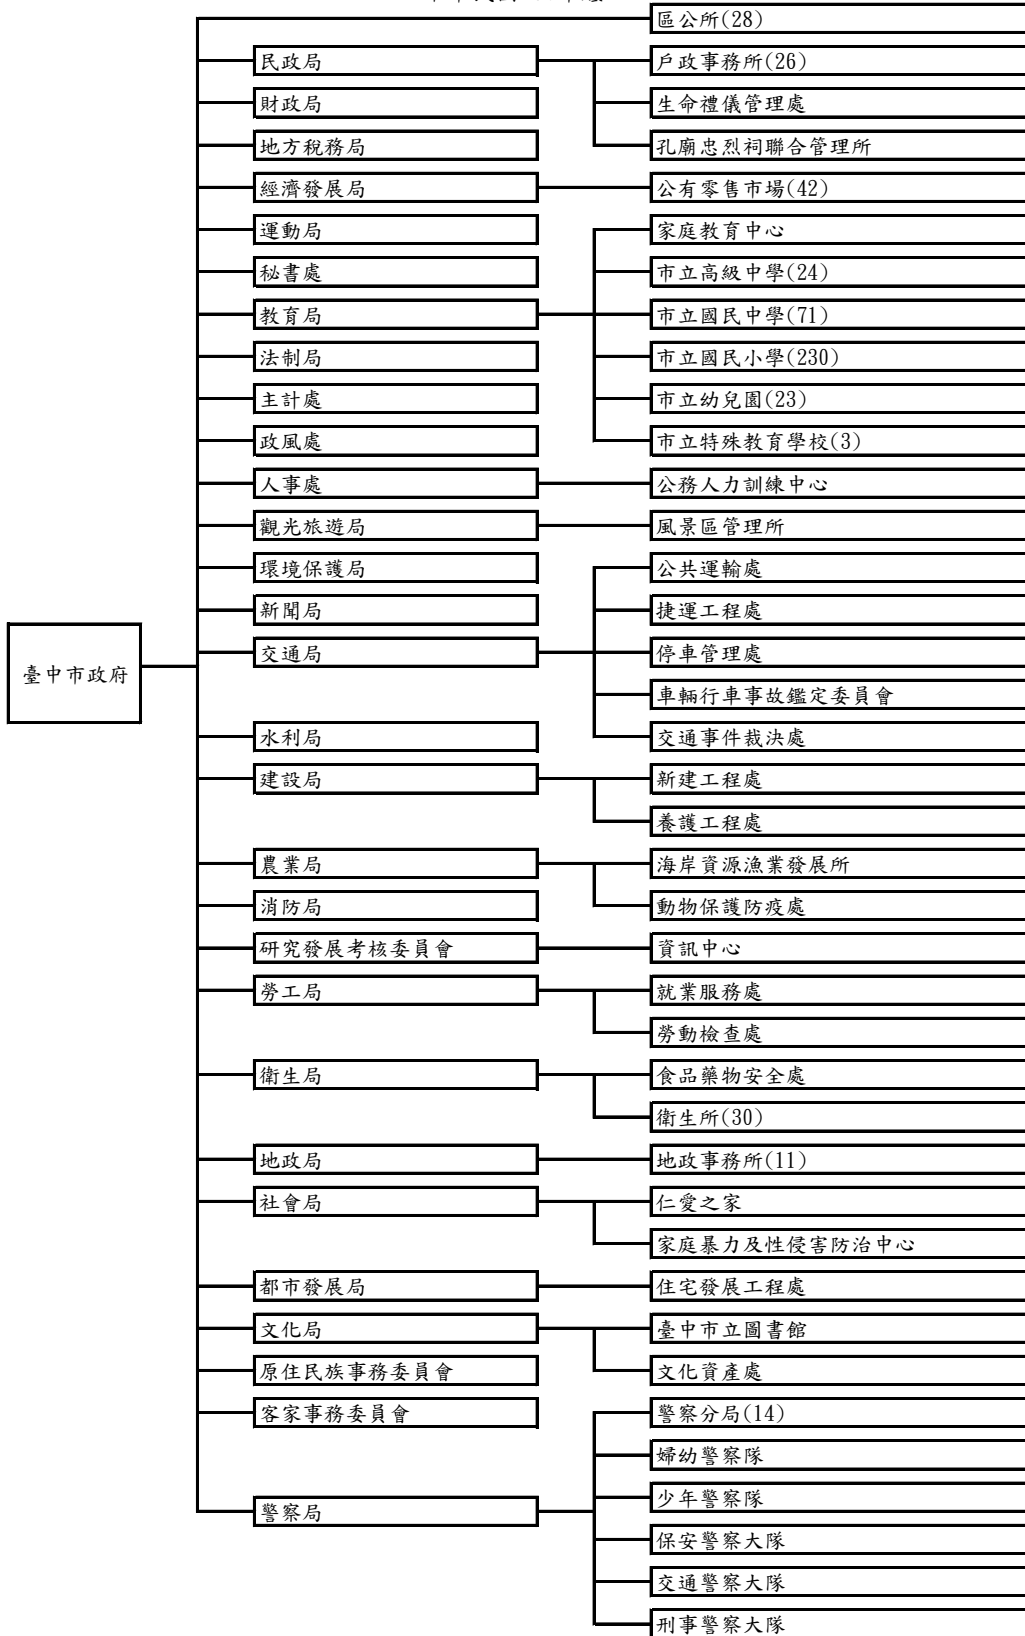 區公所(28)
民政局
戶政事務所(26)
財政局
生命禮儀管理處
地方稅務局
孔廟忠烈祠聯合管理所
經濟發展局
公有零售市場(42)
運動局
家庭教育中心
秘書處
市立高級中學(24)
教育局
市立國民中學(71)
法制局
市立國民小學(230)
主計處
市立幼兒園(23)
政風處
市立特殊教育學校(3)
人事處
公務人力訓練中心
觀光旅遊局
風景區管理所
環境保護局
公共運輸處
新聞局
捷運工程處
交通局
停車管理處
臺中市政府
車輛行車事故鑑定委員會
水利局
交通事件裁決處
建設局
新建工程處
養護工程處
農業局
海岸資源漁業發展所
消防局
動物保護防疫處
研究發展考核委員會
資訊中心
勞工局
就業服務處
勞動檢查處
衛生局
食品藥物安全處
衛生所(30)
地政局
地政事務所(11)
社會局
仁愛之家
家庭暴力及性侵害防治中心
都市發展局
住宅發展工程處
文化局
臺中市立圖書館
原住民族事務委員會
文化資產處
客家事務委員會
警察分局(14)
婦幼警察隊
少年警察隊
警察局
保安警察大隊
交通警察大隊
刑事警察大隊